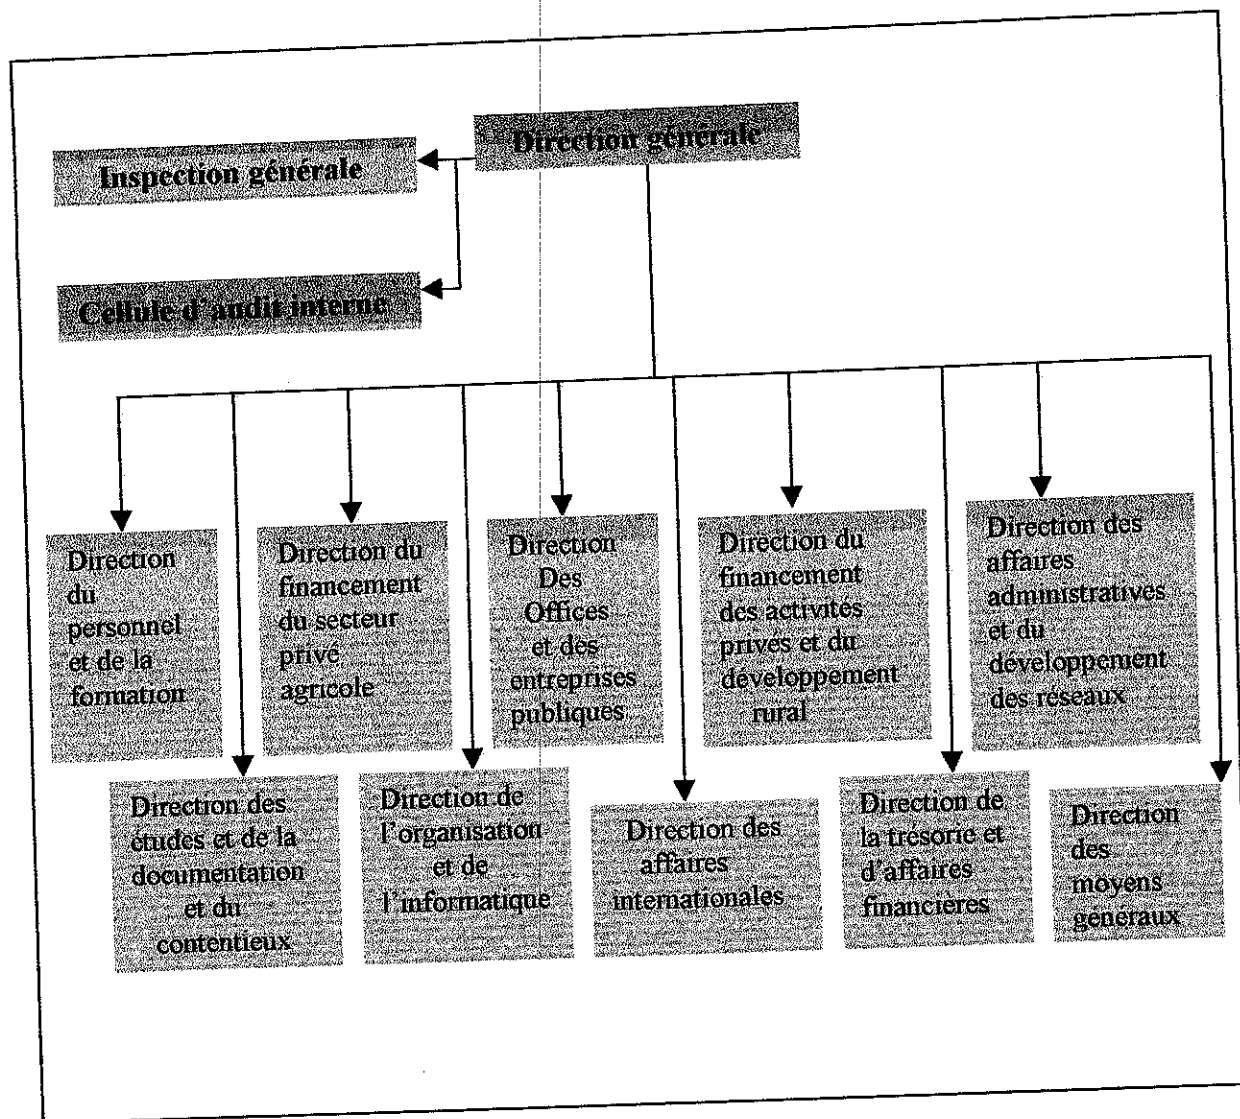 Direction générale
Inspection générale
Cellule d'audit interne
Direction
du
personnel
et de la
formation
Direction du
financement
du secteur
privé
agricole
Direction
Des
Offices
et des
entreprises
publiques
Direction du
financement
des activités
privés et du
développement
rural
Direction des
affaires
administratives
et du
développement
des réseaux
Direction des
études et de la
documentation
et du
contentieux
Direction de
l'organisation
et de
l'informatique
Direction des
affaires
internationales
Direction de
la trésorie et
d'affaires
financières
Direction
des
moyens
généraux